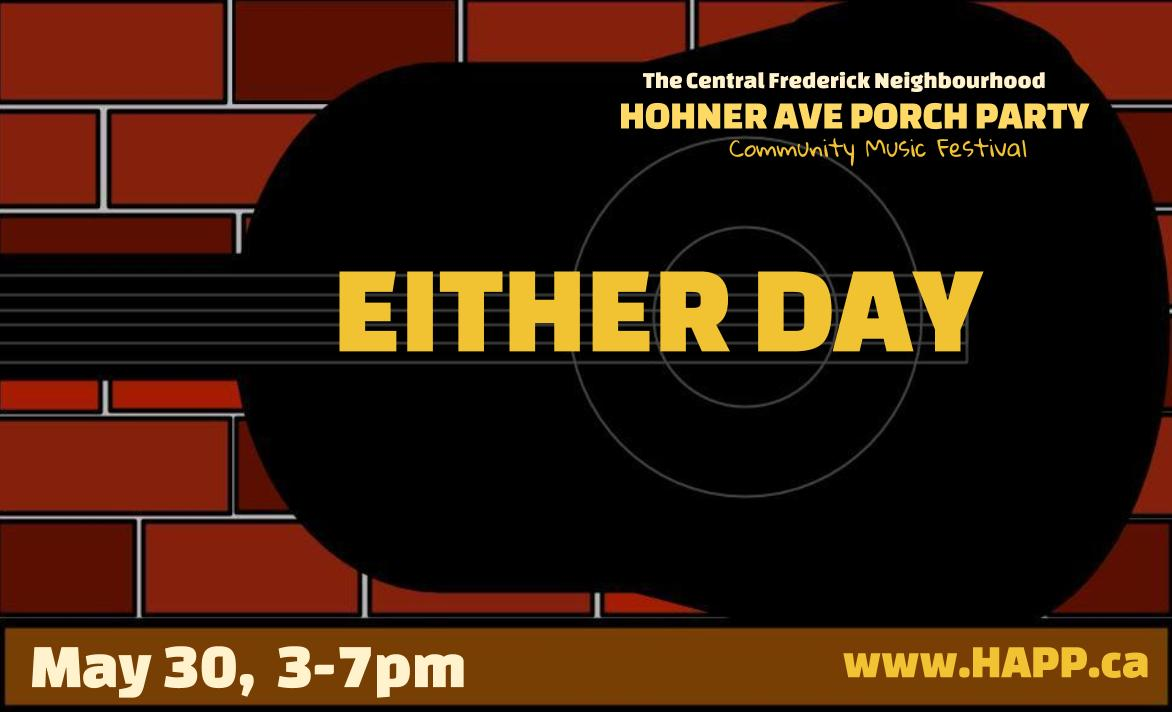 The Central Frederick Neighbourhood
HOHNER AVE PORCH PARTY
Community Music Festival
EITHER DAY
May 30, 3-7pm
www.HAPP.ca